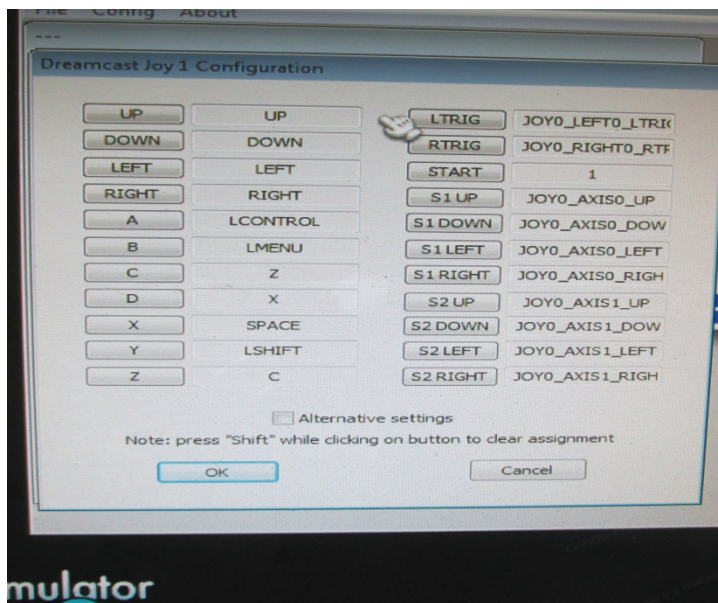 File Config About
---
Dreamcast Joy 1 Configuration
UP UP LTRIG JOY0_LEFT0_LTRI
DOWN DOWN RTRIG JOY0_RIGHT0_RT
LEFT LEFT START 1
RIGHT RIGHT S1 UP JOY0_AXIS0_UP
A LCONTROL S1 DOWN JOY0_AXIS0_DOW
B LMENU S1 LEFT JOY0_AXIS0_LEFT
C Z S1 RIGHT JOY0_AXIS0_RIGH
D X S2 UP JOY0_AXIS1_UP
X SPACE S2 DOWN JOY0_AXIS1_DOW
Y LSHIFT S2 LEFT JOY0_AXIS1_LEFT
Z C S2 RIGHT JOY0_AXIS1_RIGH
Alternative settings
Note: press "Shift" while clicking on button to clear assignment
OK Cancel
mulator